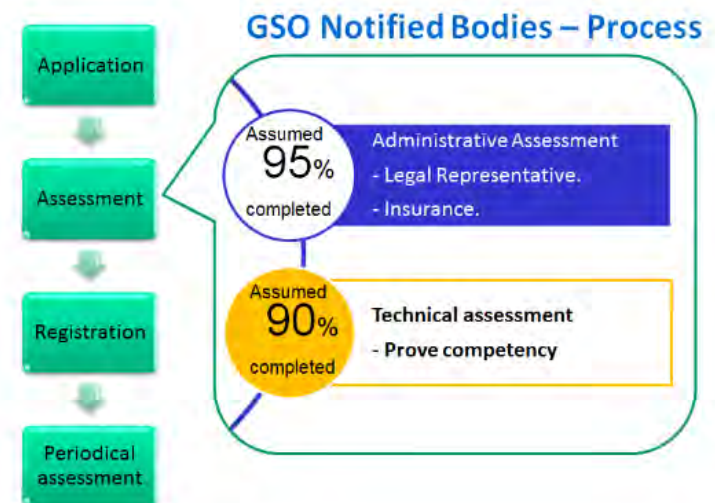 GSO Notified Bodies – Process
Application
Assessment
Registration
Periodical
assessment
Assumed
95%
completed
Administrative Assessment
- Legal Representative.
- Insurance.
Assumed
90%
completed
Technical assessment
- Prove competency